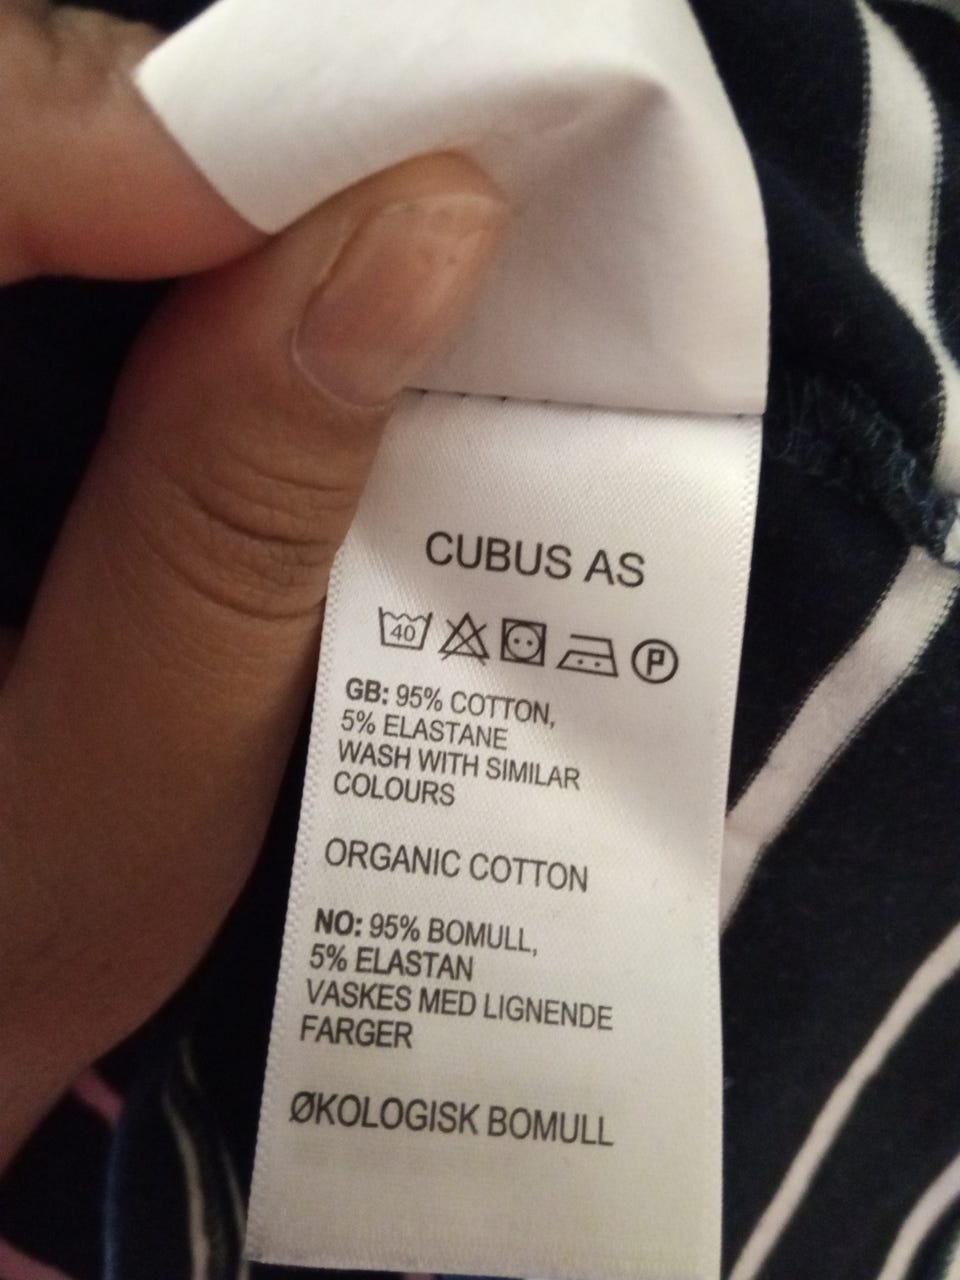 CUBUS AS
40 P
GB: 95% COTTON,
5% ELASTANE
WASH WITH SIMILAR
COLOURS
ORGANIC COTTON
NO: 95% BOMULL,
5% ELASTAN
VASKES MED LIGNENDE
FARGER
ØKOLOGISK BOMULL